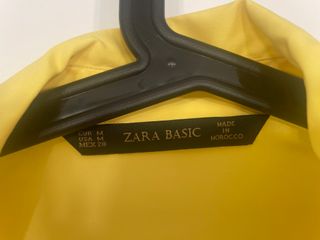 EUR M
USA M
MEX 28
ZARA BASIC
MADE IN
MOROCCO